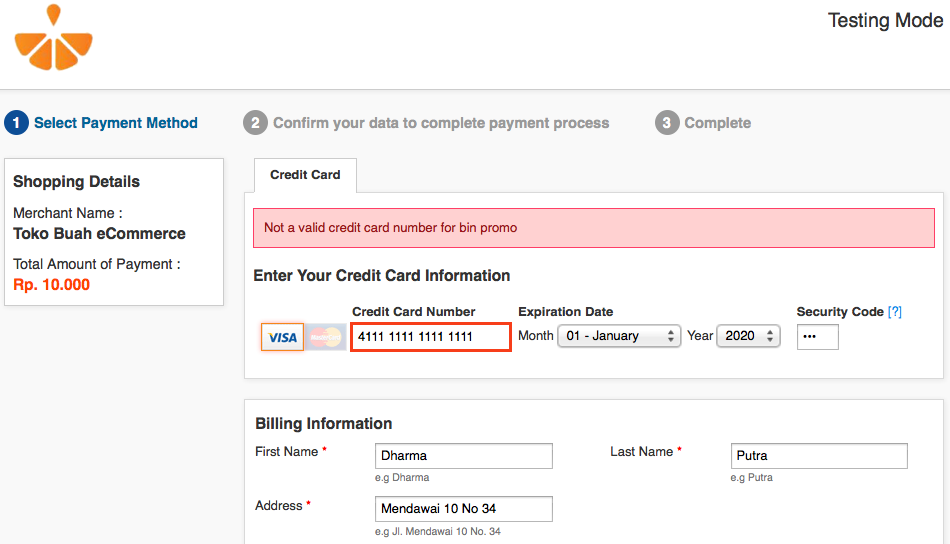 Testing Mode
1 Select Payment Method 2 Confirm your data to complete payment process 3 Complete
Shopping Details
Merchant Name :
Toko Buah eCommerce
Total Amount of Payment :
Rp. 10.000
Credit Card
Not a valid credit card number for bin promo
Enter Your Credit Card Information
Credit Card Number Expiration Date Security Code [?]
VISA MasterCard 4111 1111 1111 1111 Month 01 - January Year 2020 •••
Billing Information
First Name * Dharma Last Name * Putra
e.g Dharma e.g Putra
Address * Mendawai 10 No 34
e.g Jl. Mendawai 10 No. 34